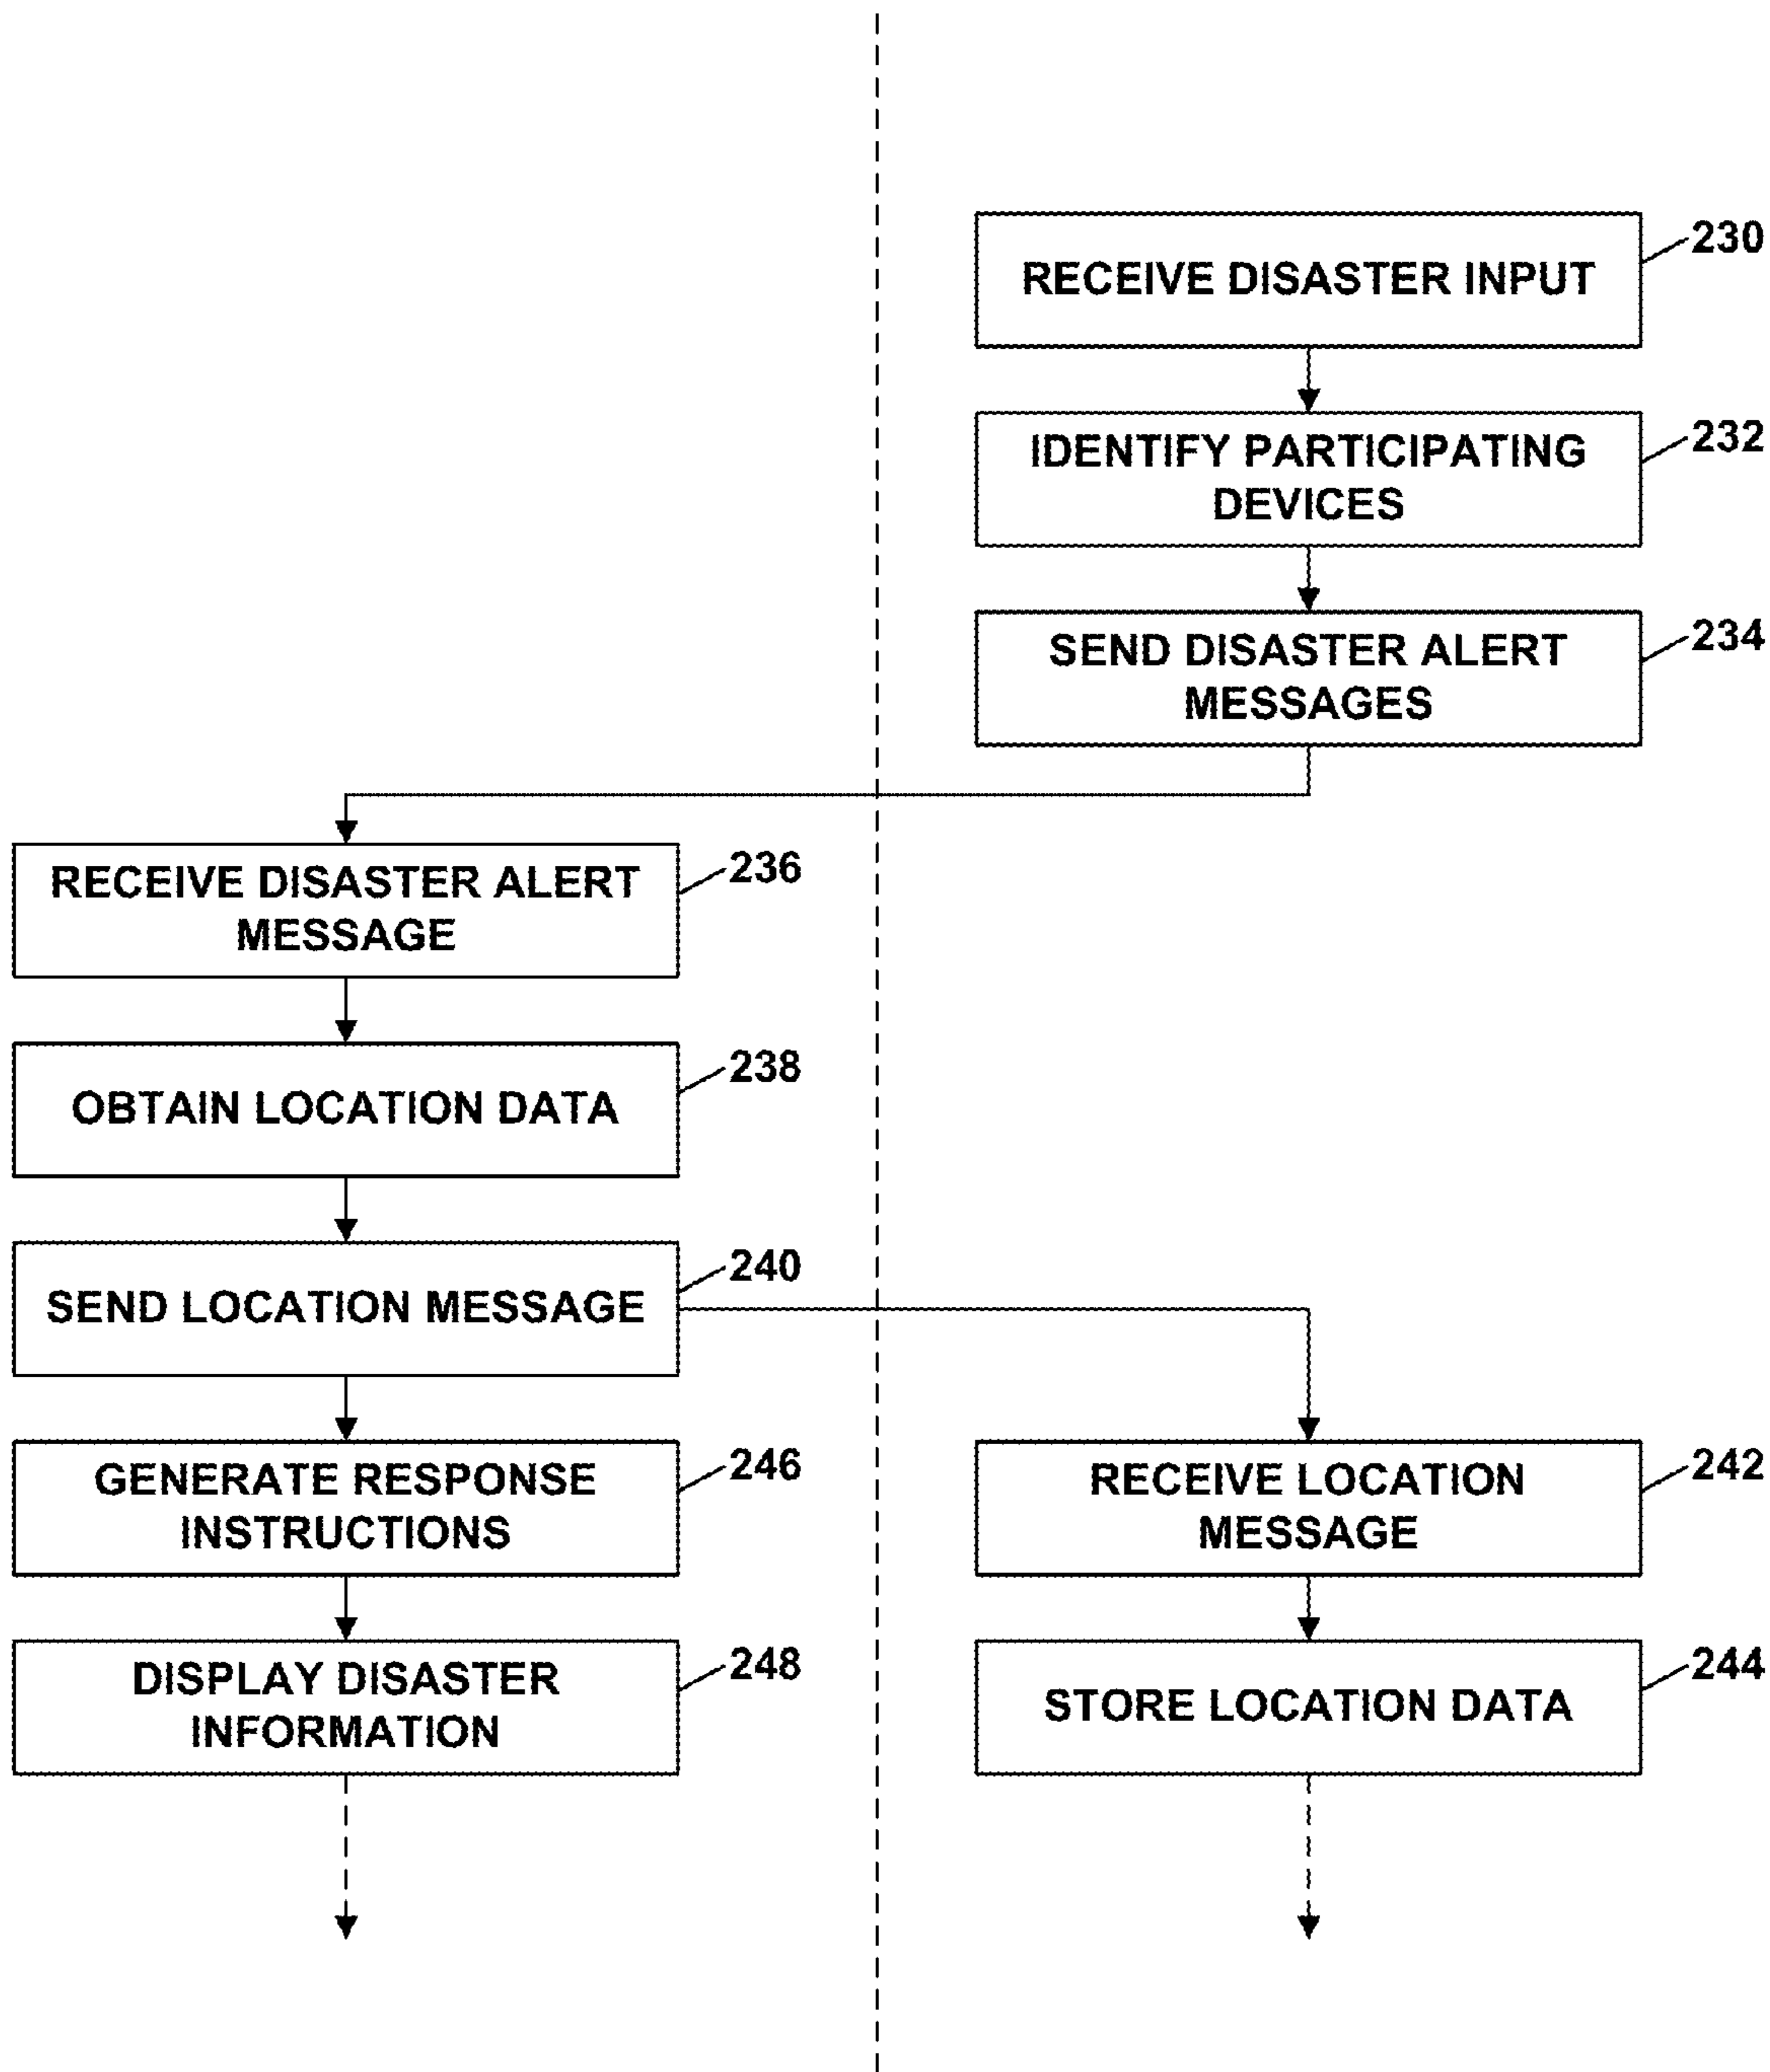 230
RECEIVE DISASTER INPUT
232
IDENTIFY PARTICIPATING
DEVICES
234
SEND DISASTER ALERT
MESSAGES
236
RECEIVE DISASTER ALERT
MESSAGE
238
OBTAIN LOCATION DATA
240
SEND LOCATION MESSAGE
246
GENERATE RESPONSE
INSTRUCTIONS
242
RECEIVE LOCATION
MESSAGE
248
DISPLAY DISASTER
INFORMATION
244
STORE LOCATION DATA